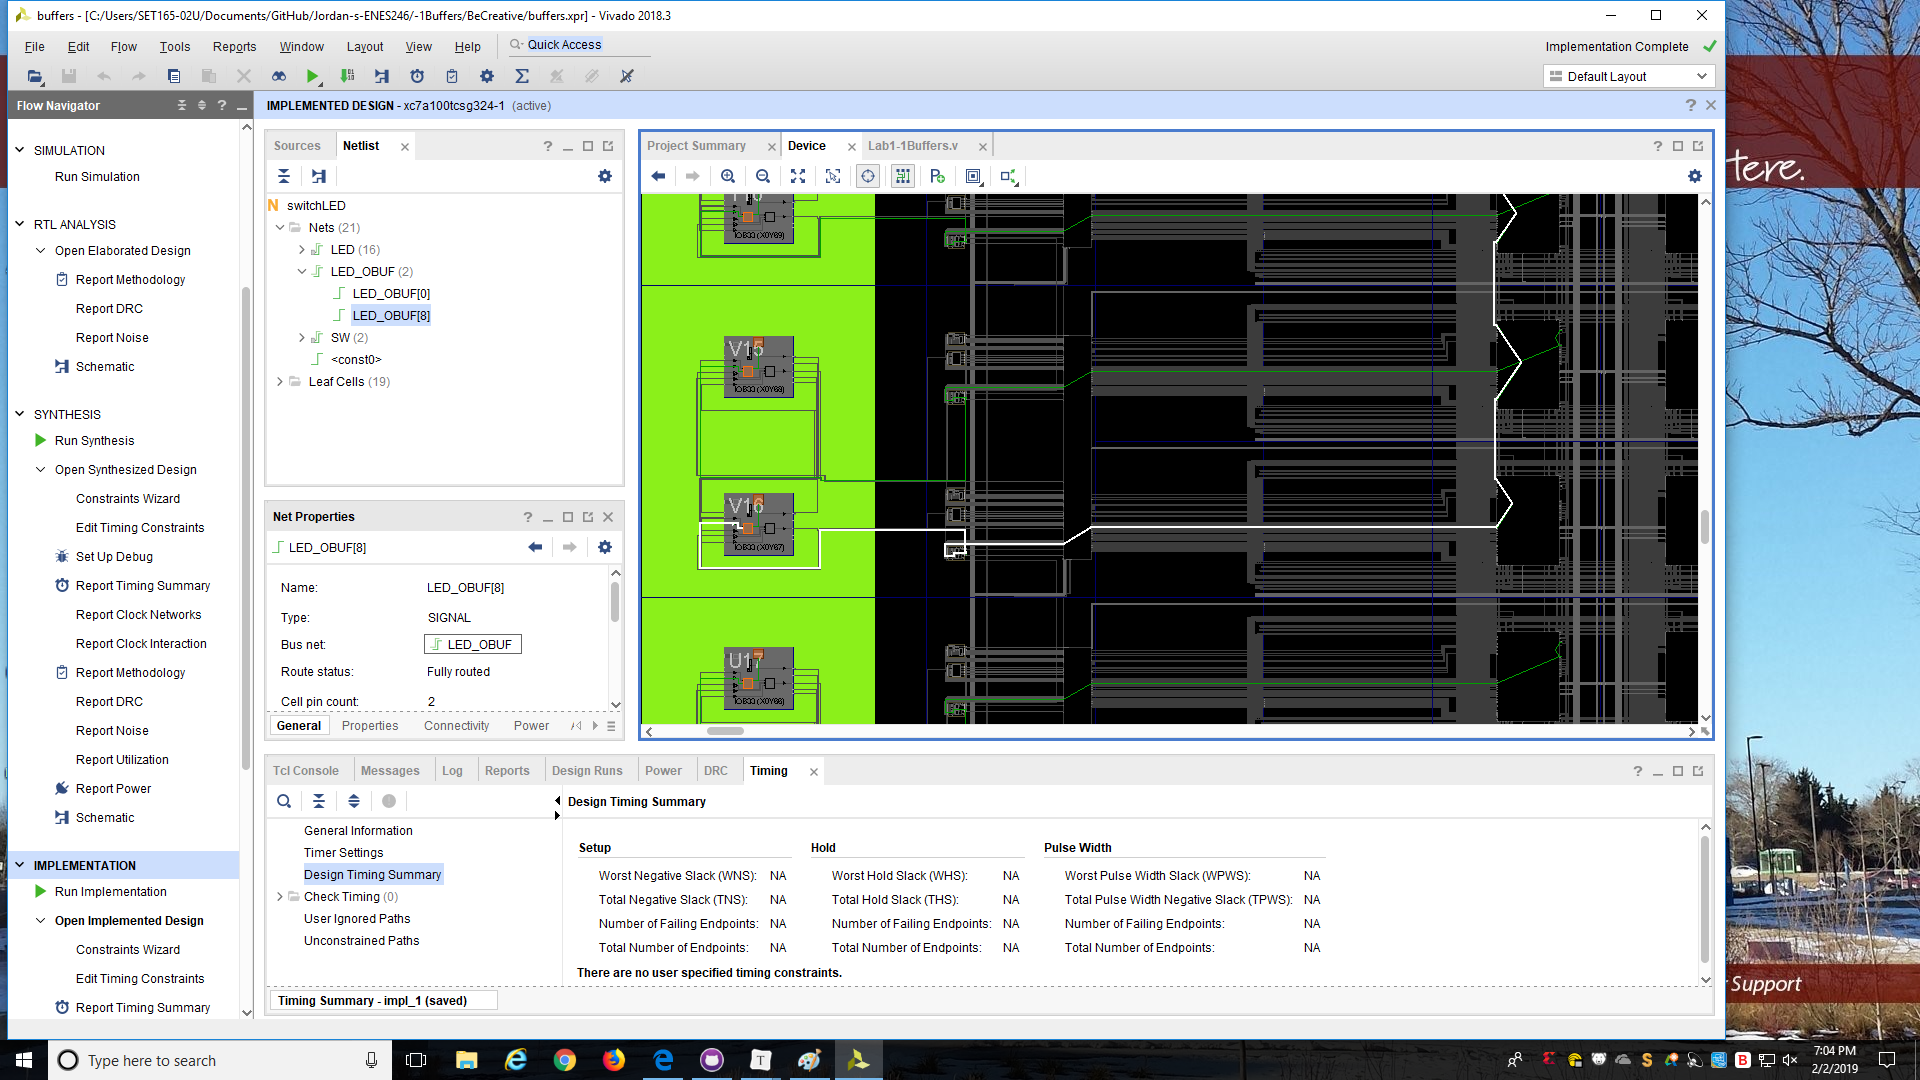 buffers - [C:/Users/SET165-02U/Documents/GitHub/Jordan-s-ENES246/-1Buffers/BeCreative/buffers.xpr] - Vivado 2018.3
File Edit Flow Tools Reports Window Layout View Help Quick Access
Implementation Complete
Default Layout
Flow Navigator
IMPLEMENTED DESIGN - xc7a100tcsg324-1 (active)
SIMULATION
Run Simulation
RTL ANALYSIS
Open Elaborated Design
Report Methodology
Report DRC
Report Noise
Schematic
SYNTHESIS
Run Synthesis
Open Synthesized Design
Constraints Wizard
Edit Timing Constraints
Set Up Debug
Report Timing Summary
Report Clock Networks
Report Clock Interaction
Report Methodology
Report DRC
Report Noise
Report Utilization
Report Power
Schematic
IMPLEMENTATION
Run Implementation
Open Implemented Design
Constraints Wizard
Edit Timing Constraints
Report Timing Summary
Sources Netlist
switchLED
Nets (21)
LED (16)
LED_OBUF (2)
LED_OBUF[0]
LED_OBUF[8]
SW (2)
<const0>
Leaf Cells (19)
Net Properties
LED_OBUF[8]
Name: LED_OBUF[8]
Type: SIGNAL
Bus net: LED_OBUF
Route status: Fully routed
Cell pin count: 2
General Properties Connectivity Power
Project Summary Device Lab1-1Buffers.v
IOB33 (X0Y69)
V15
IOB33 (X0Y68)
V16
IOB33 (X0Y67)
U17
IOB33 (X0Y66)
Tcl Console Messages Log Reports Design Runs Power DRC Timing
General Information
Timer Settings
Design Timing Summary
Check Timing (0)
User Ignored Paths
Unconstrained Paths
Design Timing Summary
Setup Hold Pulse Width
Worst Negative Slack (WNS): NA Worst Hold Slack (WHS): NA Worst Pulse Width Slack (WPWS): NA
Total Negative Slack (TNS): NA Total Hold Slack (THS): NA Total Pulse Width Negative Slack (TPWS): NA
Number of Failing Endpoints: NA Number of Failing Endpoints: NA Number of Failing Endpoints: NA
Total Number of Endpoints: NA Total Number of Endpoints: NA Total Number of Endpoints: NA
There are no user specified timing constraints.
Timing Summary - impl_1 (saved)
Support
Type here to search
7:04 PM
2/2/2019